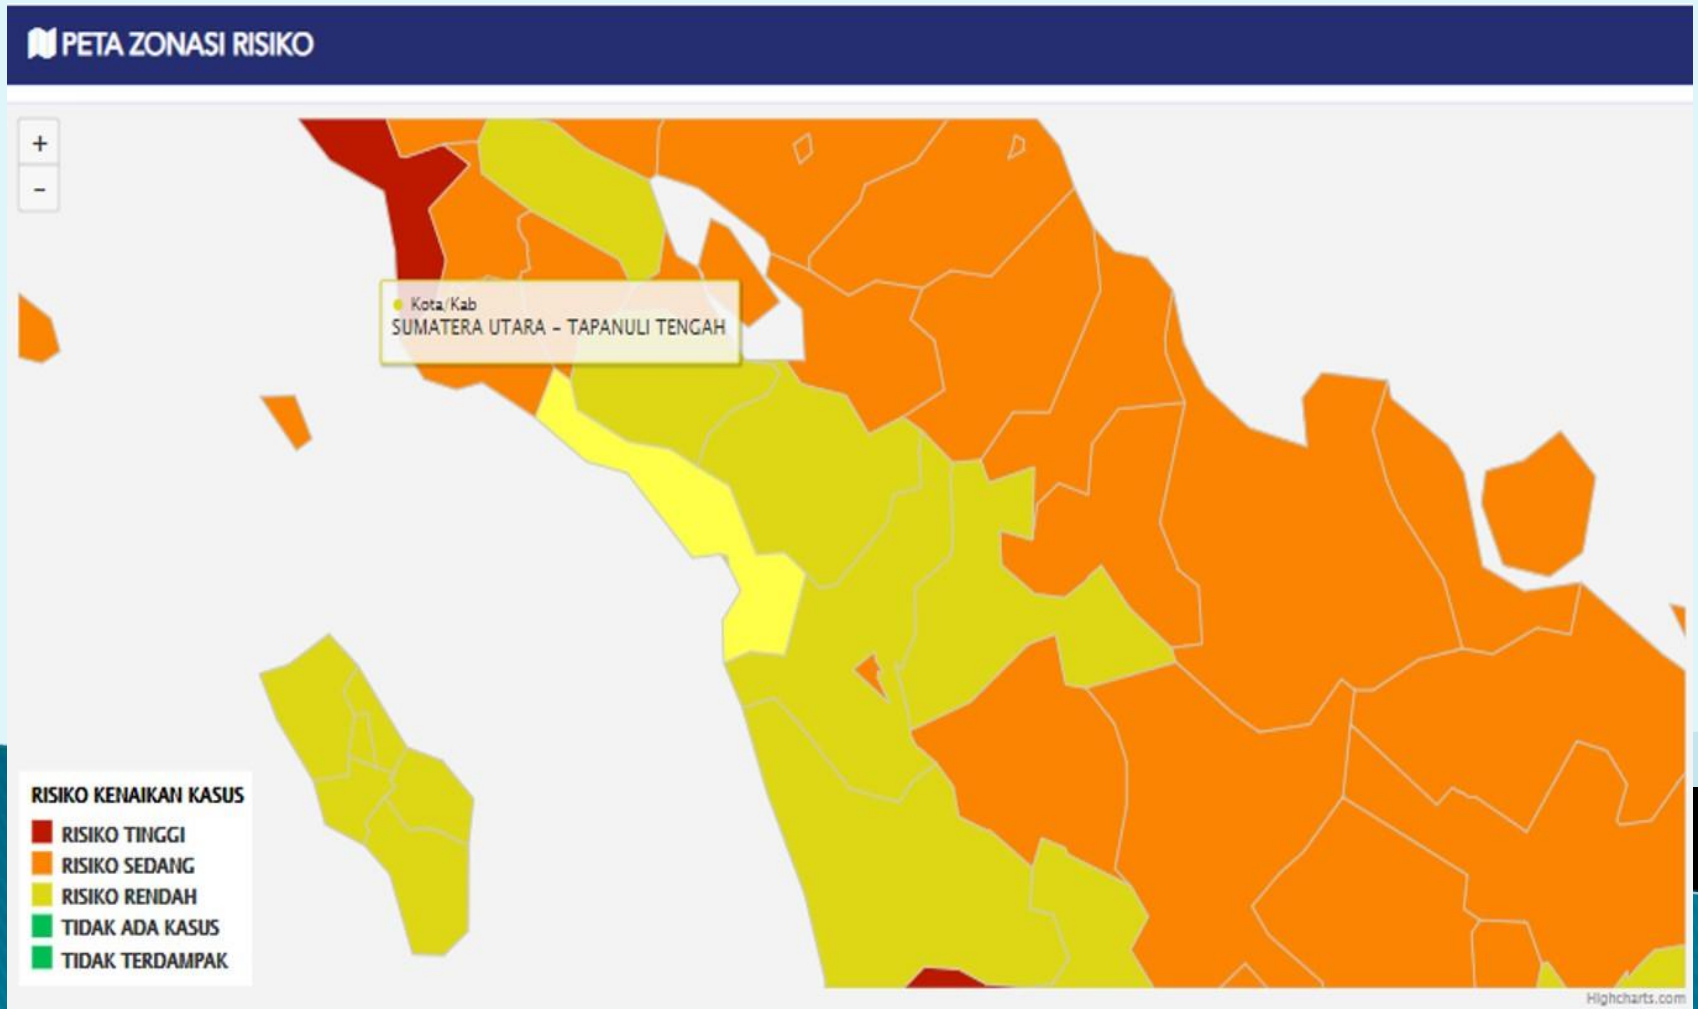 PETA ZONASI RISIKO
+
-
Kota/Kab
SUMATERA UTARA - TAPANULI TENGAH
RISIKO KENAIKAN KASUS
RISIKO TINGGI
RISIKO SEDANG
RISIKO RENDAH
TIDAK ADA KASUS
TIDAK TERDAMPAK
Highcharts.com